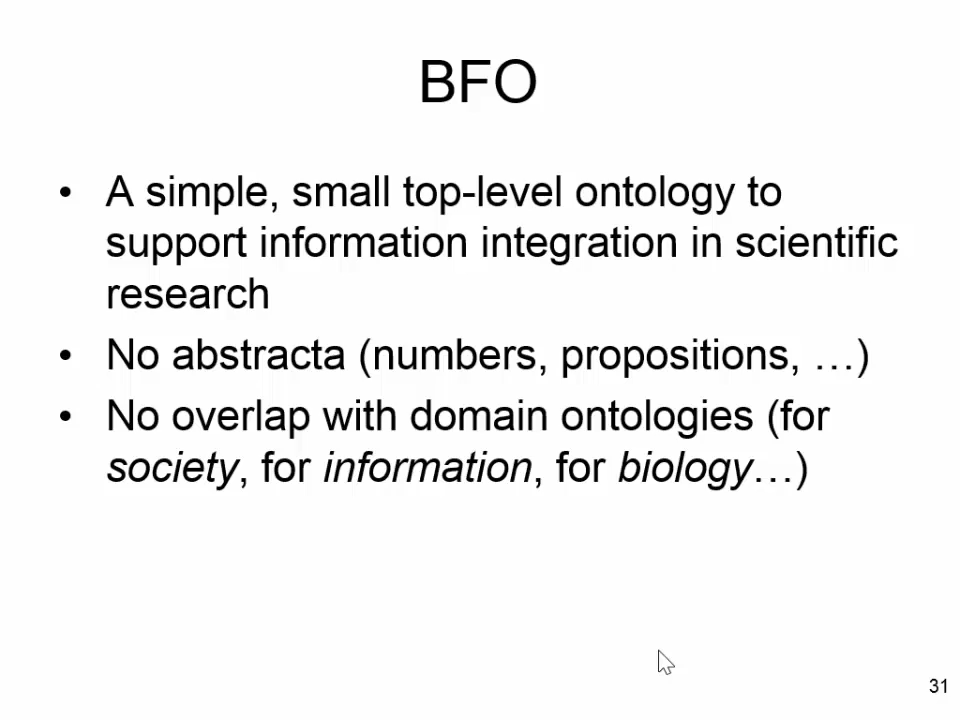 BFO
• A simple, small top-level ontology to
support information integration in scientific
research
• No abstracta (numbers, propositions, …)
• No overlap with domain ontologies (for
society, for information, for biology…)
31